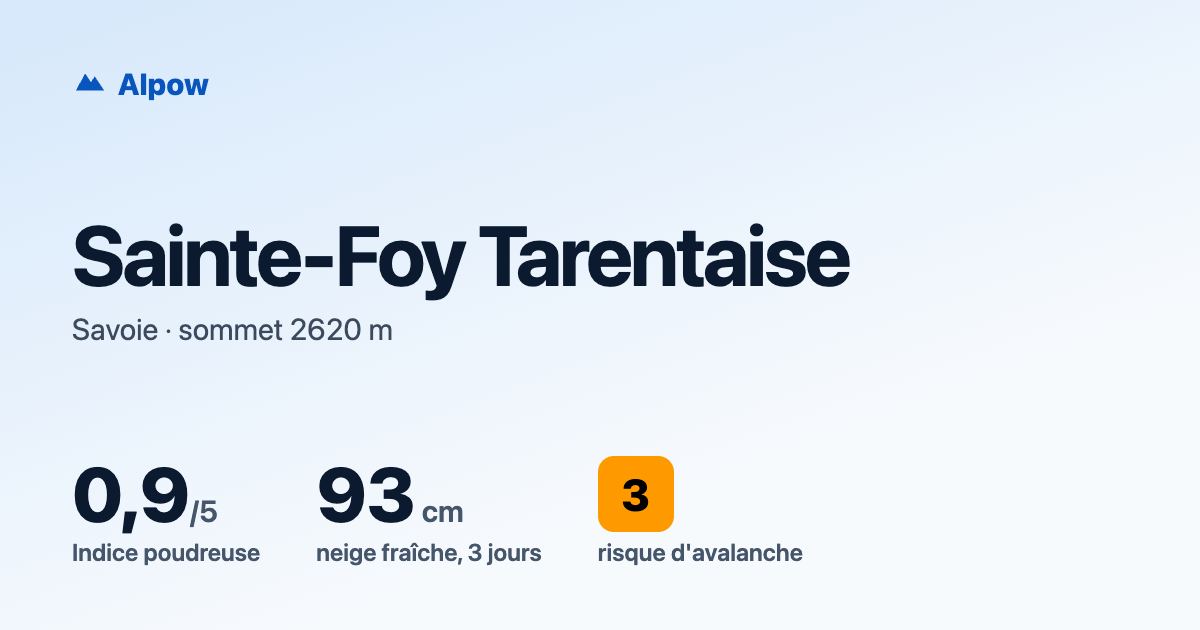 Alpow
Sainte-Foy Tarentaise
Savoie · sommet 2620 m
0,9/5
93 cm
3
Indice poudreuse
neige fraîche, 3 jours
risque d'avalanche